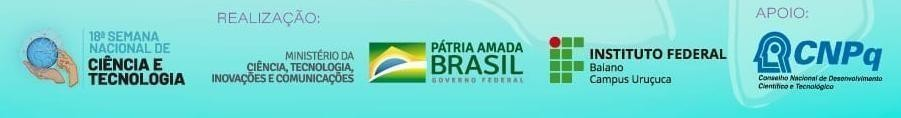 REALIZAÇÃO:
APOIO:
18ª SEMANA
NACIONAL DE
CIÊNCIA E
TECNOLOGIA
MINISTÉRIO DA
CIÊNCIA, TECNOLOGIA,
INOVAÇÕES E COMUNICAÇÕES
PÁTRIA AMADA
BRASIL
GOVERNO FEDERAL
INSTITUTO FEDERAL
Baiano
Campus Uruçuca
CNPq
Conselho Nacional de Desenvolvimento
Científico e Tecnológico